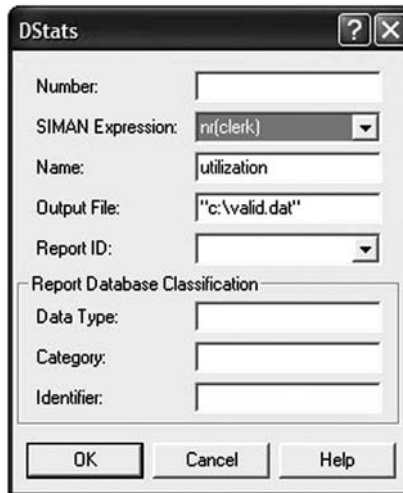 DStats
Number:
SIMAN Expression: nr(clerk)
Name: utilization
Output File: "c:\valid.dat"
Report ID:
Report Database Classification
Data Type:
Category:
Identifier:
OK Cancel Help